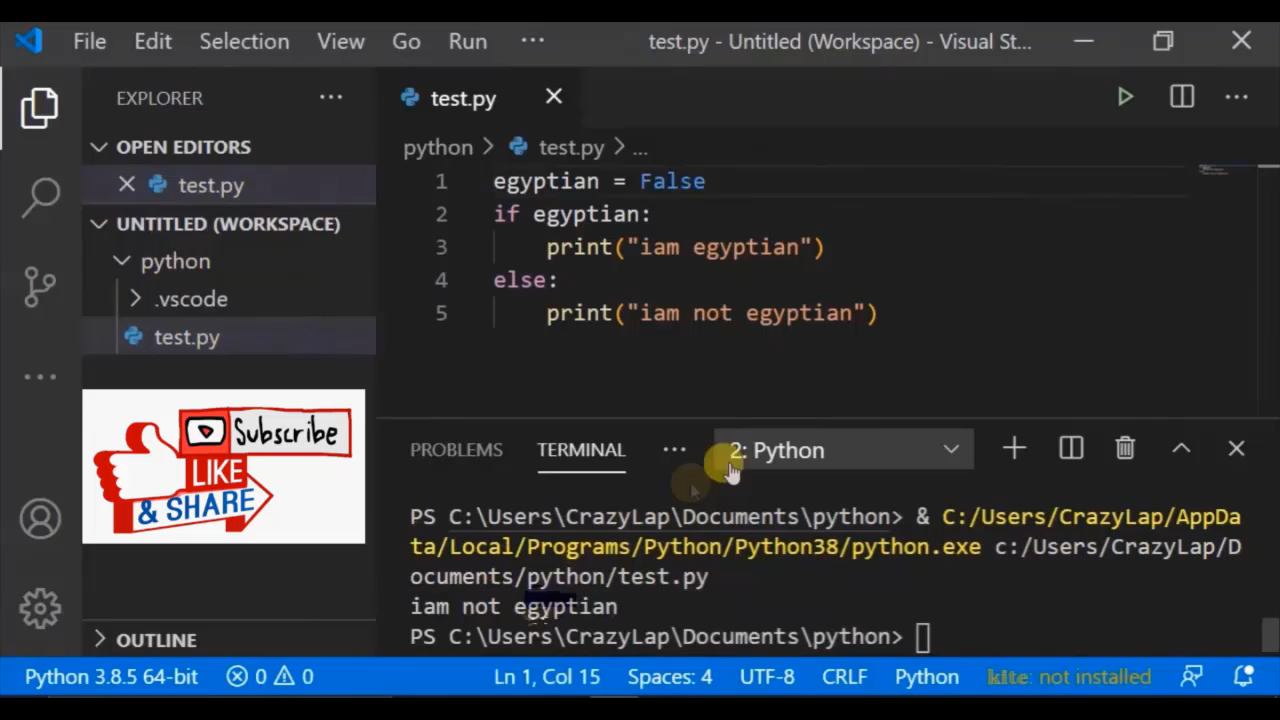 File Edit Selection View Go Run ··· test.py - Untitled (Workspace) - Visual St...
EXPLORER ···
OPEN EDITORS
test.py
UNTITLED (WORKSPACE)
python
.vscode
test.py
Subscribe
LIKE
& SHARE
OUTLINE
test.py
python > test.py > ...
1 egyptian = False
2 if egyptian:
3 print("iam egyptian")
4 else:
5 print("iam not egyptian")
PROBLEMS TERMINAL ··· 2: Python
PS C:\Users\CrazyLap\Documents\python> & C:/Users/CrazyLap/AppDa
ta/Local/Programs/Python/Python38/python.exe c:/Users/CrazyLap/D
ocuments/python/test.py
iam not egyptian
PS C:\Users\CrazyLap\Documents\python>
Python 3.8.5 64-bit 0 0 Ln 1, Col 15 Spaces: 4 UTF-8 CRLF Python kite: not installed